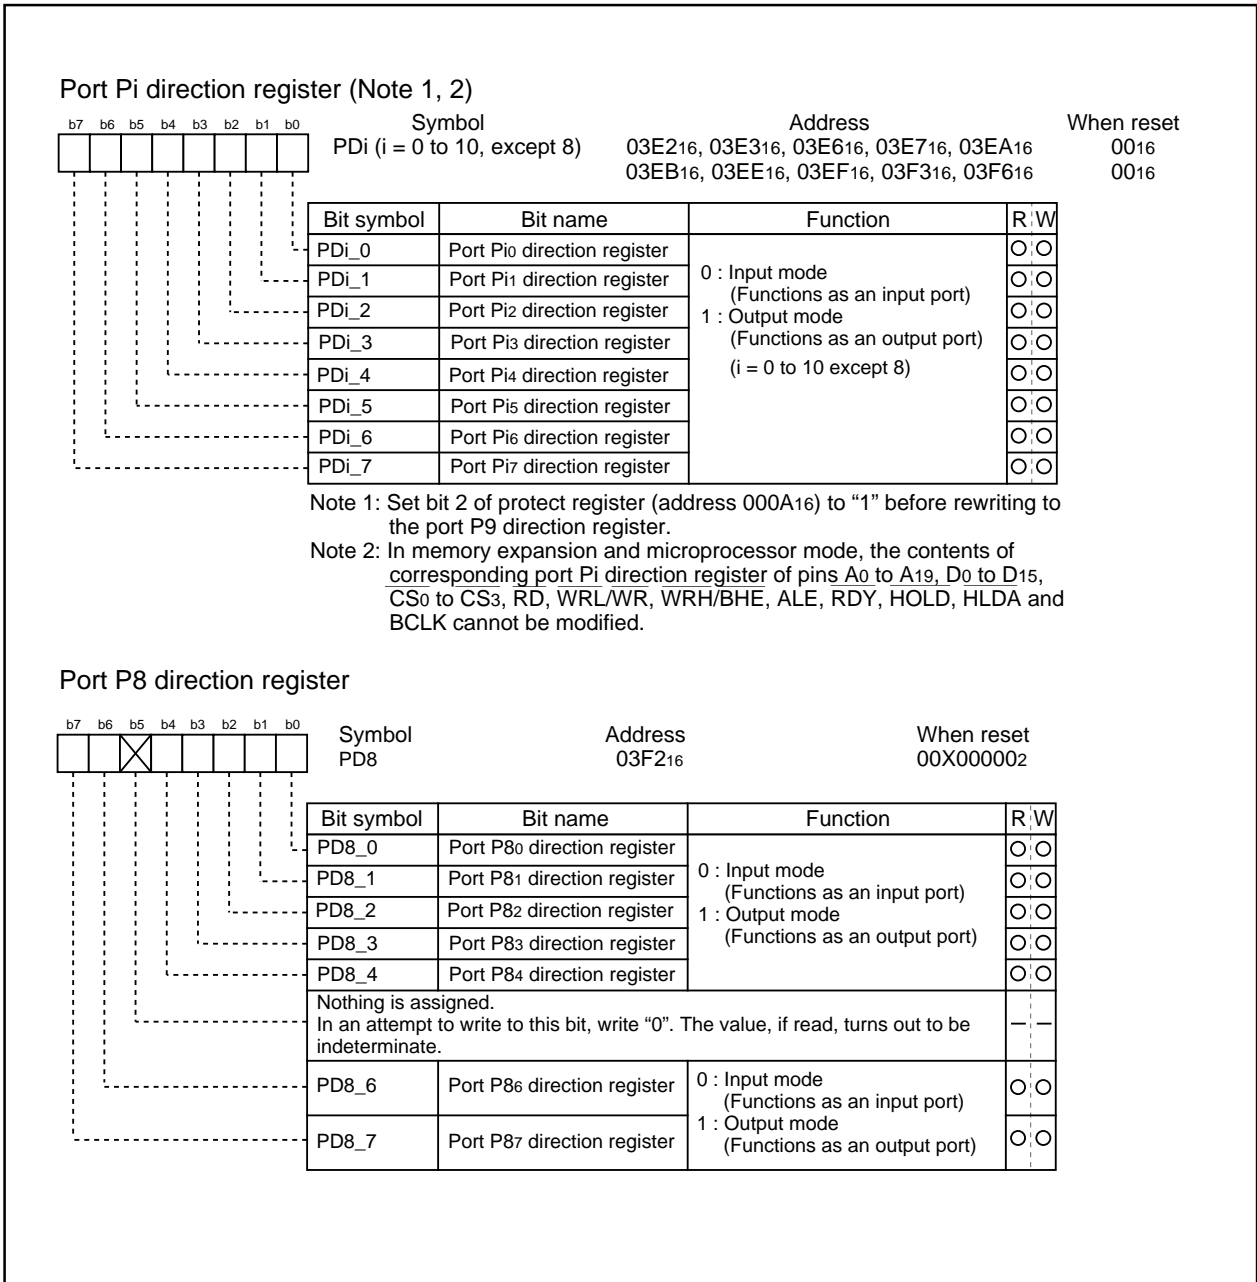 Port Pi direction register (Note 1, 2)
b7 b6 b5 b4 b3 b2 b1 b0
Symbol Address When reset
PDi (i = 0 to 10, except 8) 03E216, 03E316, 03E616, 03E716, 03EA16 0016
03EB16, 03EE16, 03EF16, 03F316, 03F616 0016
Bit symbol Bit name Function R W
PDi_0 Port Pi0 direction register
PDi_1 Port Pi1 direction register
PDi_2 Port Pi2 direction register
PDi_3 Port Pi3 direction register
PDi_4 Port Pi4 direction register
PDi_5 Port Pi5 direction register
PDi_6 Port Pi6 direction register
PDi_7 Port Pi7 direction register
0 : Input mode
(Functions as an input port)
1 : Output mode
(Functions as an output port)
(i = 0 to 10 except 8)
Note 1: Set bit 2 of protect register (address 000A16) to “1” before rewriting to
the port P9 direction register.
Note 2: In memory expansion and microprocessor mode, the contents of
corresponding port Pi direction register of pins A0 to A19, D0 to D15,
CS0 to CS3, RD, WRL/WR, WRH/BHE, ALE, RDY, HOLD, HLDA and
BCLK cannot be modified.
Port P8 direction register
b7 b6 b5 b4 b3 b2 b1 b0
Symbol Address When reset
PD8 03F216 00X000002
Bit symbol Bit name Function R W
PD8_0 Port P80 direction register
PD8_1 Port P81 direction register
PD8_2 Port P82 direction register
PD8_3 Port P83 direction register
PD8_4 Port P84 direction register
0 : Input mode
(Functions as an input port)
1 : Output mode
(Functions as an output port)
Nothing is assigned.
In an attempt to write to this bit, write “0”. The value, if read, turns out to be
indeterminate.
PD8_6 Port P86 direction register
PD8_7 Port P87 direction register
0 : Input mode
(Functions as an input port)
1 : Output mode
(Functions as an output port)